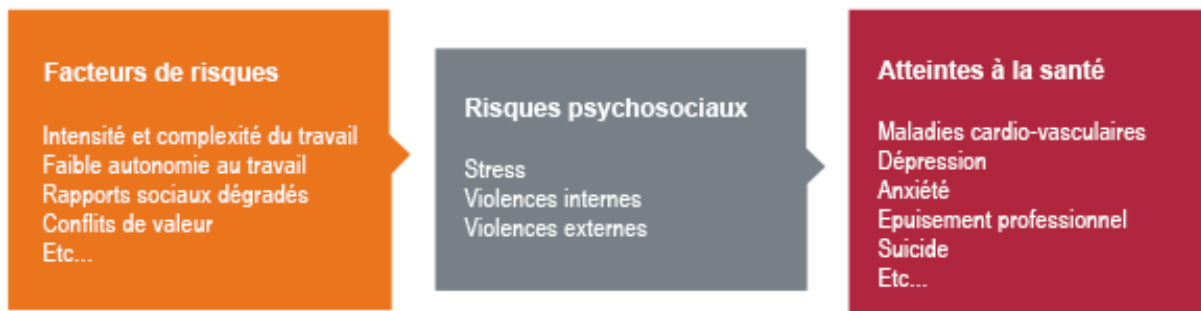 Facteurs de risques
Intensité et complexité du travail
Faible autonomie au travail
Rapports sociaux dégradés
Conflits de valeur
Etc...
Risques psychosociaux
Stress
Violences internes
Violences externes
Atteintes à la santé
Maladies cardio-vasculaires
Dépression
Anxiété
Epuisement professionnel
Suicide
Etc...